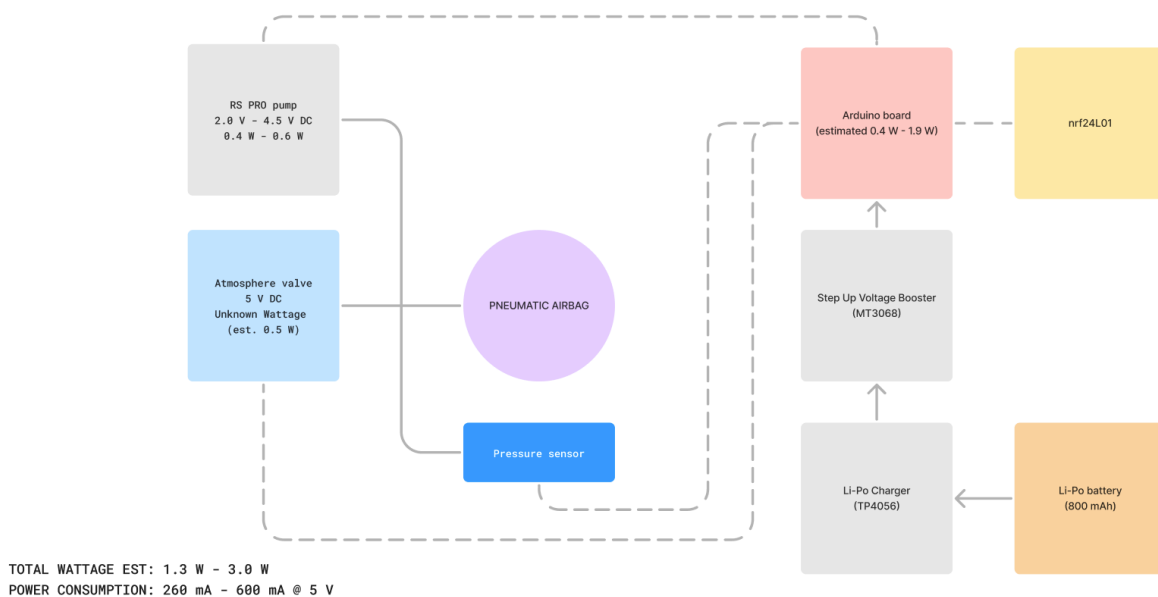 RS PRO pump
2.0 V - 4.5 V DC
0.4 W - 0.6 W
Arduino board
(estimated 0.4 W - 1.9 W)
nrf24L01
Atmosphere valve
5 V DC
Unknown Wattage
(est. 0.5 W)
PNEUMATIC AIRBAG
Step Up Voltage Booster
(MT3068)
Pressure sensor
Li-Po Charger
(TP4056)
Li-Po battery
(800 mAh)
TOTAL WATTAGE EST: 1.3 W - 3.0 W
POWER CONSUMPTION: 260 mA - 600 mA @ 5 V